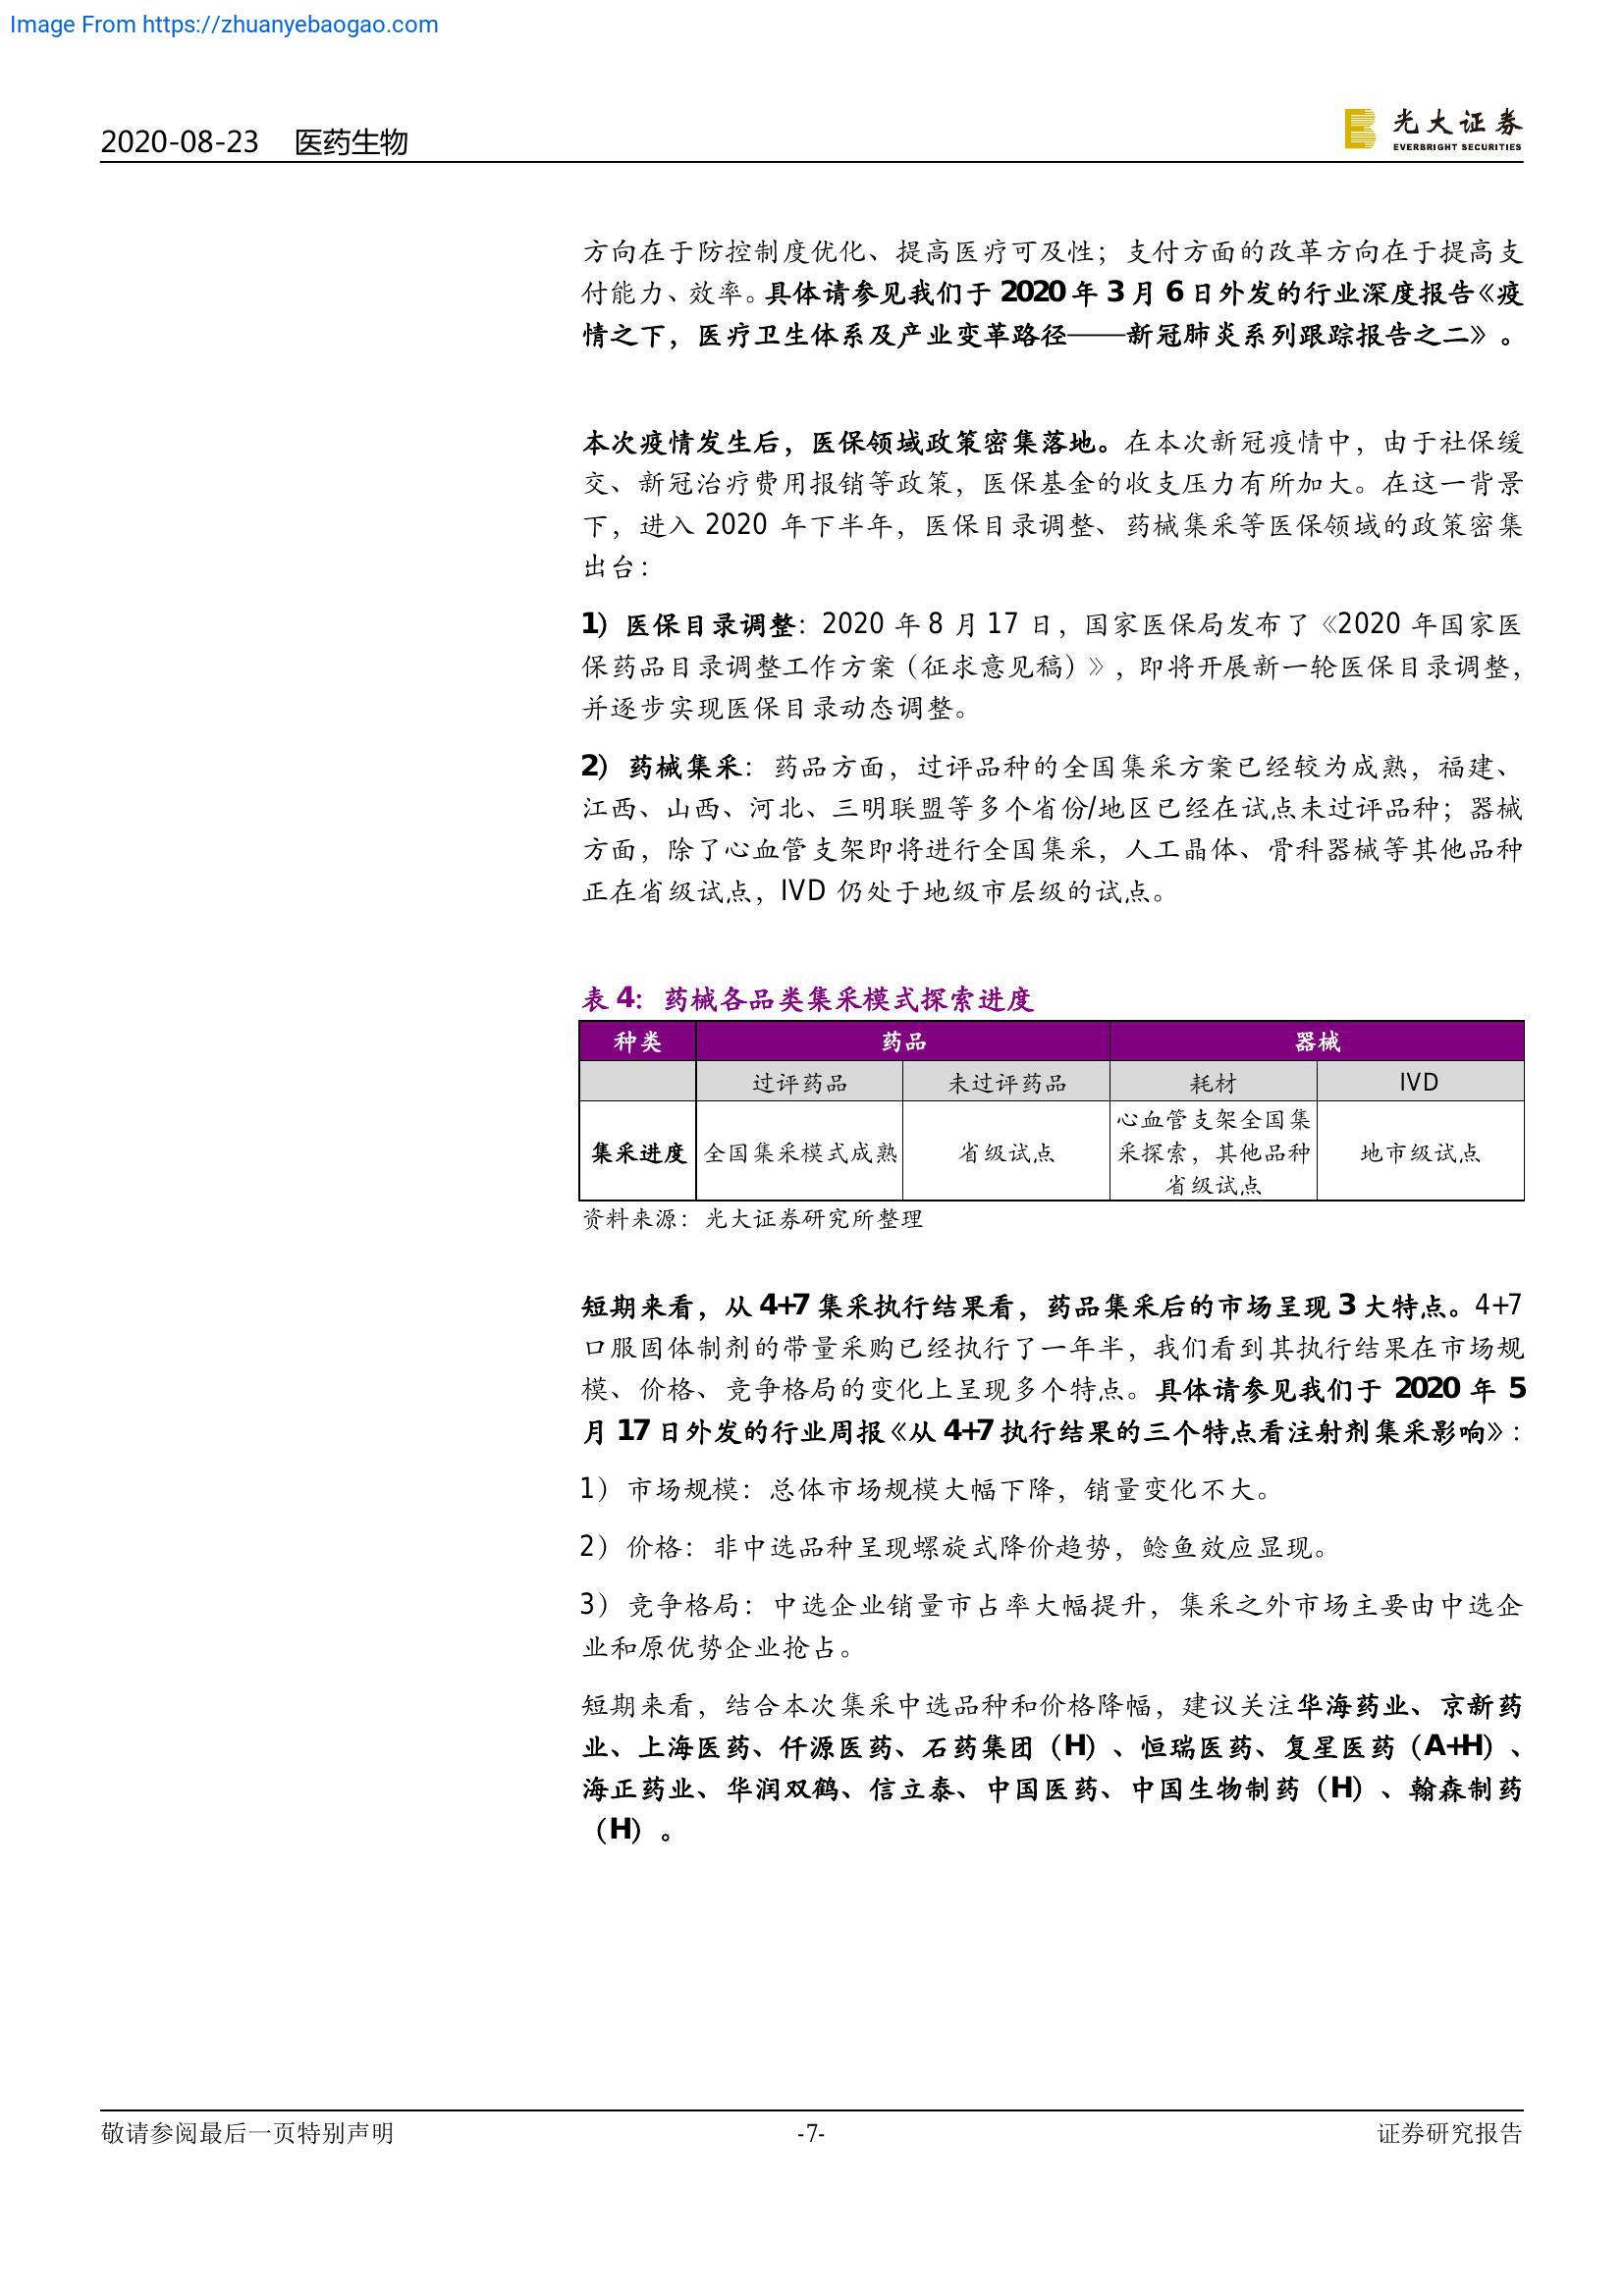 Image From https://zhuanyebaogao.com
2020-08-23 医药生物
光大证券
EVERBRIGHT SECURITIES
方向在于防控制度优化、提高医疗可及性；支付方面的改革方向在于提高支
付能力、效率。具体请参见我们于 2020 年 3 月 6 日外发的行业深度报告《疫
情之下，医疗卫生体系及产业变革路径——新冠肺炎系列跟踪报告之二》。
本次疫情发生后，医保领域政策密集落地。在本次新冠疫情中，由于社保缓
交、新冠治疗费用报销等政策，医保基金的收支压力有所加大。在这一背景
下，进入 2020 年下半年，医保目录调整、药械集采等医保领域的政策密集
出台：
1）医保目录调整：2020 年 8 月 17 日，国家医保局发布了《2020 年国家医
保药品目录调整工作方案（征求意见稿）》，即将开展新一轮医保目录调整，
并逐步实现医保目录动态调整。
2）药械集采：药品方面，过评品种的全国集采方案已经较为成熟，福建、
江西、山西、河北、三明联盟等多个省份/地区已经在试点未过评品种；器械
方面，除了心血管支架即将进行全国集采，人工晶体、骨科器械等其他品种
正在省级试点，IVD 仍处于地级市层级的试点。
表 4：药械各品类集采模式探索进度
种类 药品 器械
过评药品 未过评药品 耗材 IVD
集采进度 全国集采模式成熟 省级试点 心血管支架全国集
采探索，其他品种
省级试点 地市级试点
资料来源：光大证券研究所整理
短期来看，从 4+7 集采执行结果看，药品集采后的市场呈现 3 大特点。4+7
口服固体制剂的带量采购已经执行了一年半，我们看到其执行结果在市场规
模、价格、竞争格局的变化上呈现多个特点。具体请参见我们于 2020 年 5
月 17 日外发的行业周报《从 4+7 执行结果的三个特点看注射剂集采影响》：
1）市场规模：总体市场规模大幅下降，销量变化不大。
2）价格：非中选品种呈现螺旋式降价趋势，鲶鱼效应显现。
3）竞争格局：中选企业销量市占率大幅提升，集采之外市场主要由中选企
业和原优势企业抢占。
短期来看，结合本次集采中选品种和价格降幅，建议关注华海药业、京新药
业、上海医药、仟源医药、石药集团（H）、恒瑞医药、复星医药（A+H）、
海正药业、华润双鹤、信立泰、中国医药、中国生物制药（H）、翰森制药
（H）。
敬请参阅最后一页特别声明 -7- 证券研究报告